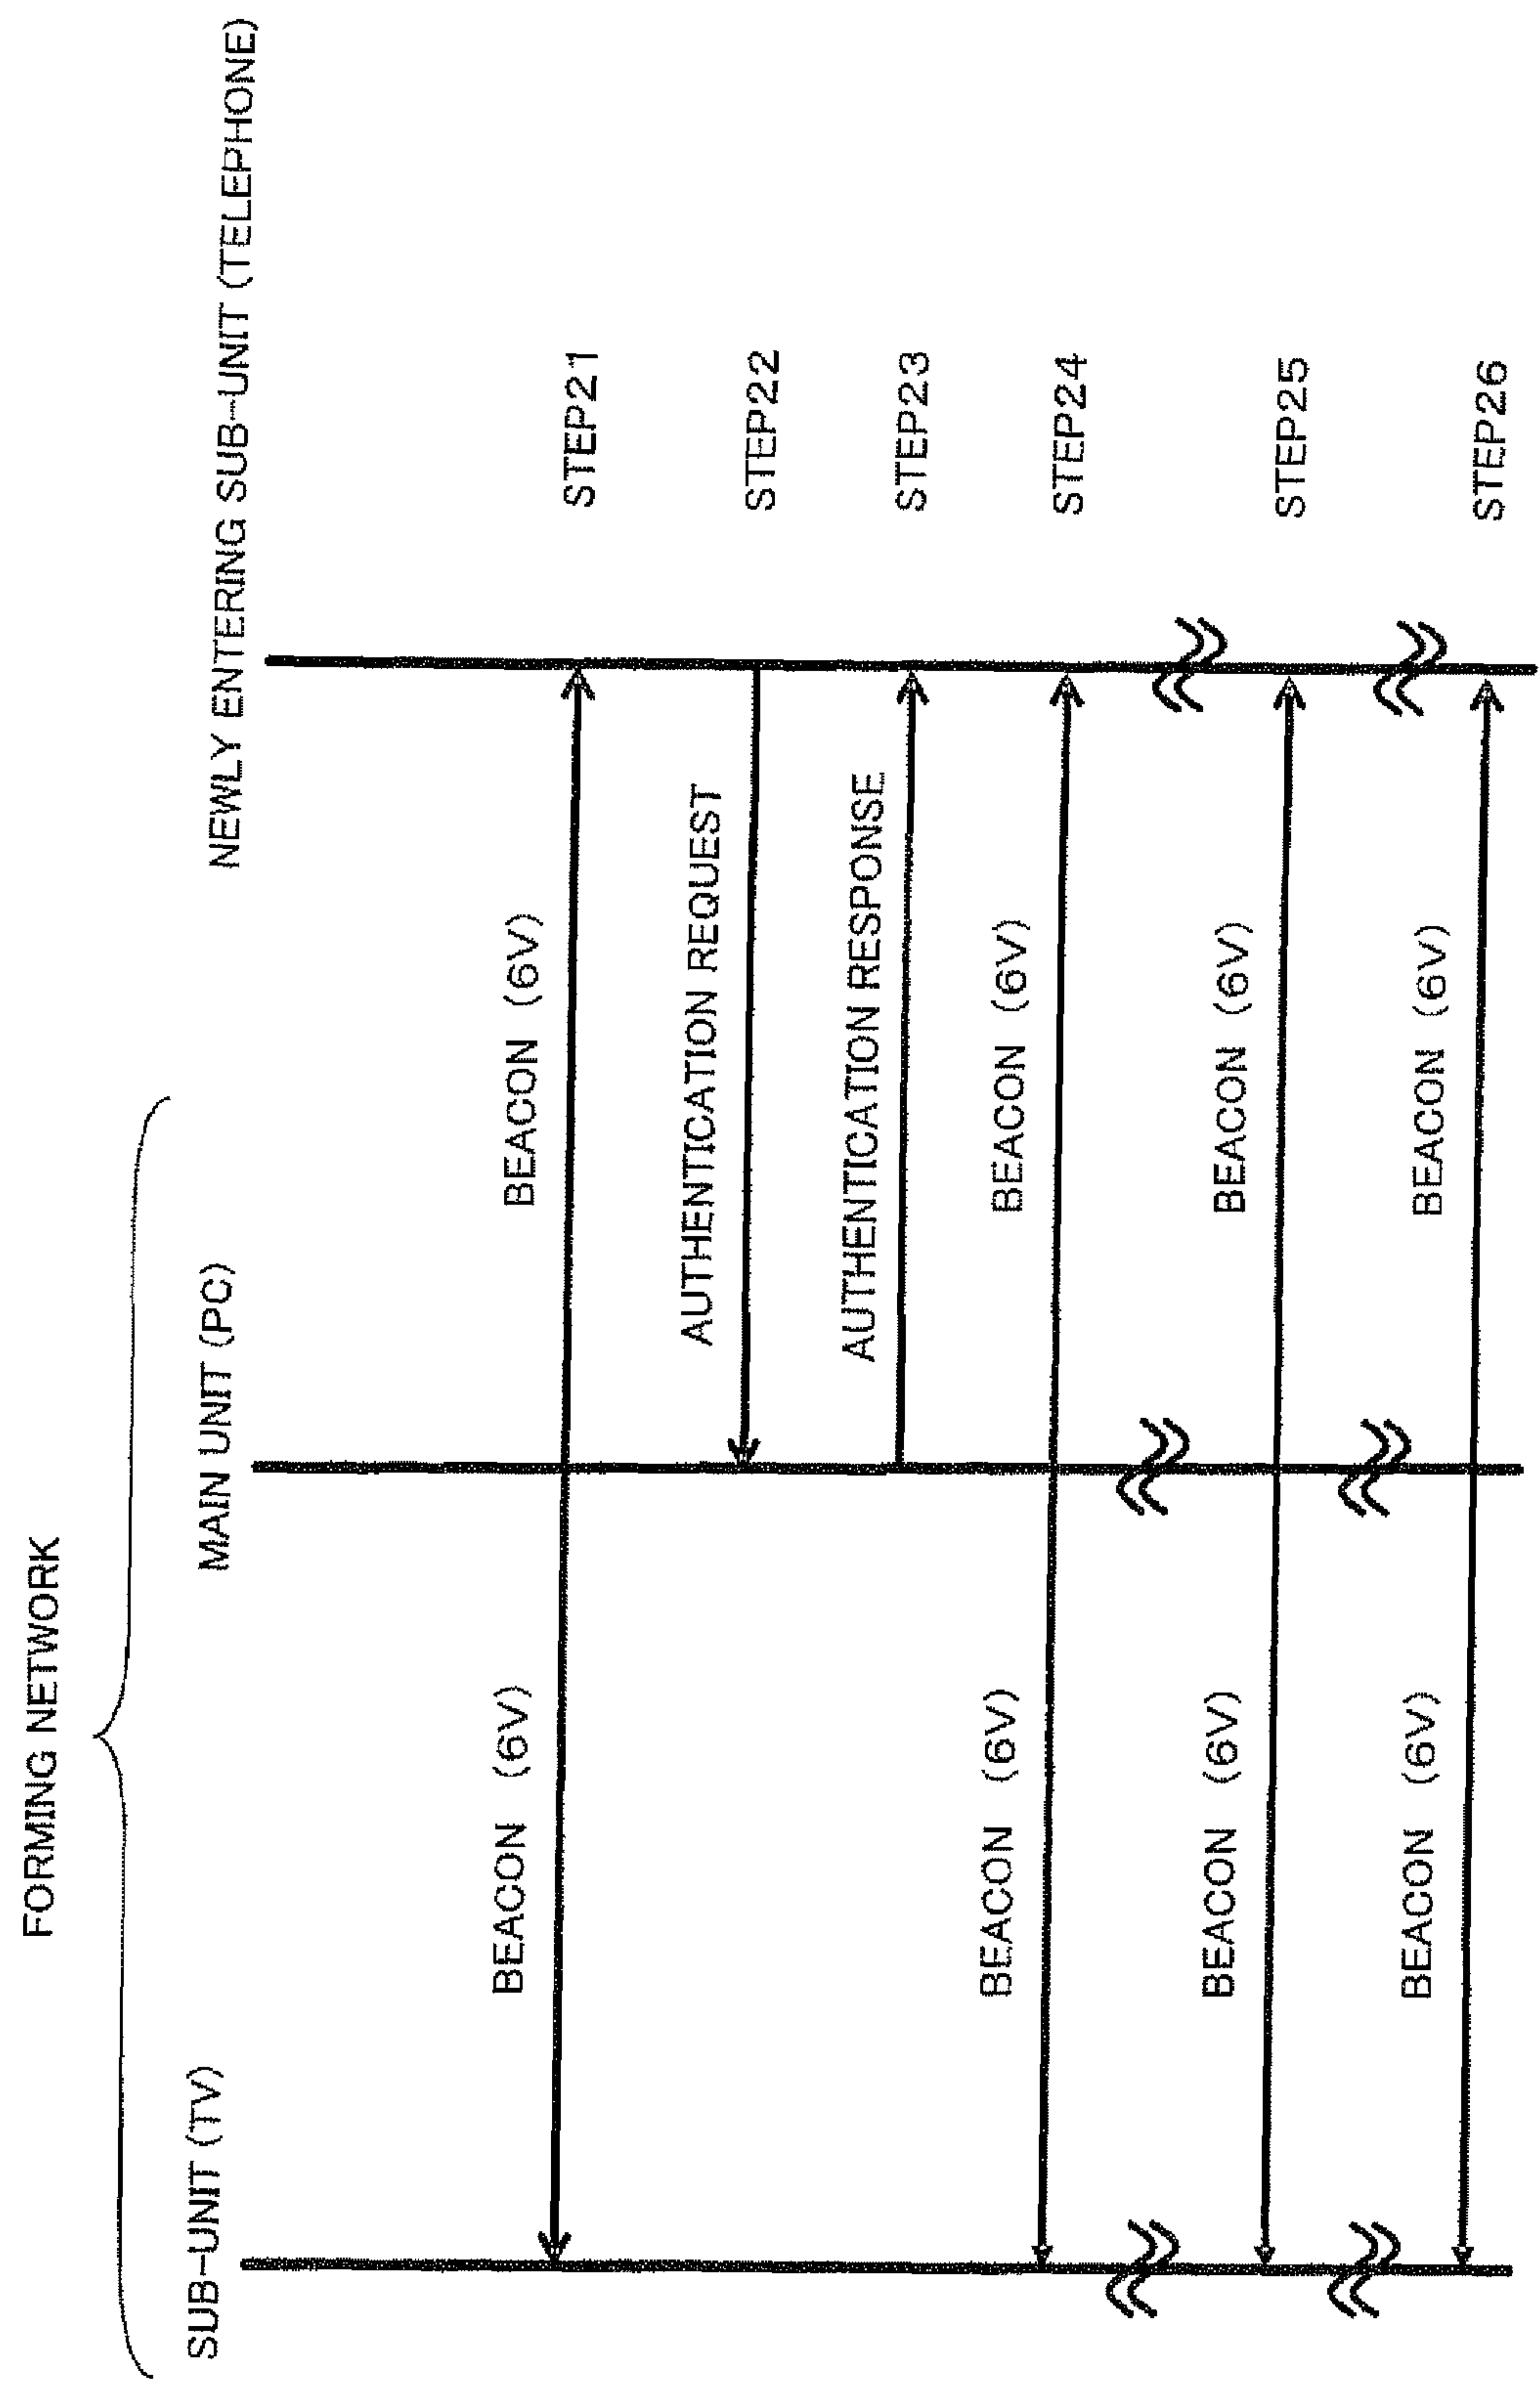 FORMING NETWORK
SUB-UNIT (TV)
MAIN UNIT (PC)
NEWLY ENTERING SUB-UNIT (TELEPHONE)
BEACON (6V)
BEACON (6V)
STEP21
AUTHENTICATION REQUEST
STEP22
AUTHENTICATION RESPONSE
STEP23
BEACON (6V)
BEACON (6V)
STEP24
BEACON (6V)
BEACON (6V)
STEP25
BEACON (6V)
BEACON (6V)
STEP26